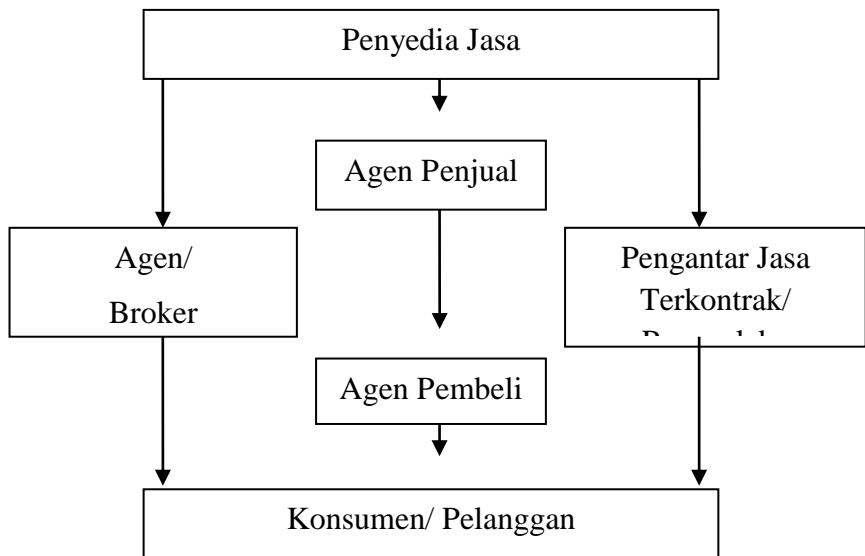 Penyedia Jasa
Agen Penjual
Agen/
Broker
Pengantar Jasa
Terkontrak/
Agen Pembeli
Konsumen/ Pelanggan